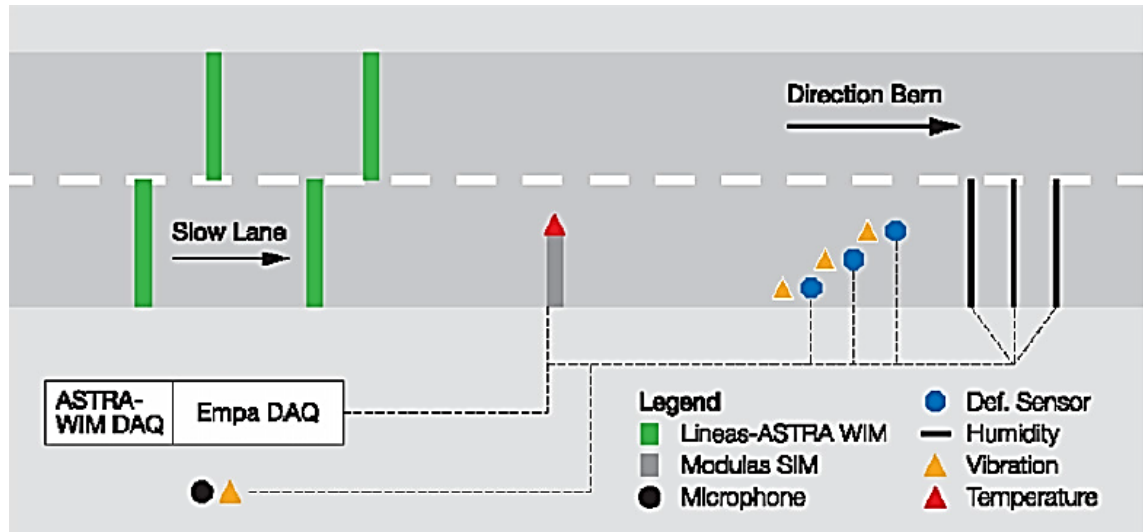 Direction Bern
Slow Lane
ASTRA-
WIM DAQ
Empa DAQ
Legend
Lineas-ASTRA WIM
Modulas SIM
Microphone
Def. Sensor
Humidity
Vibration
Temperature